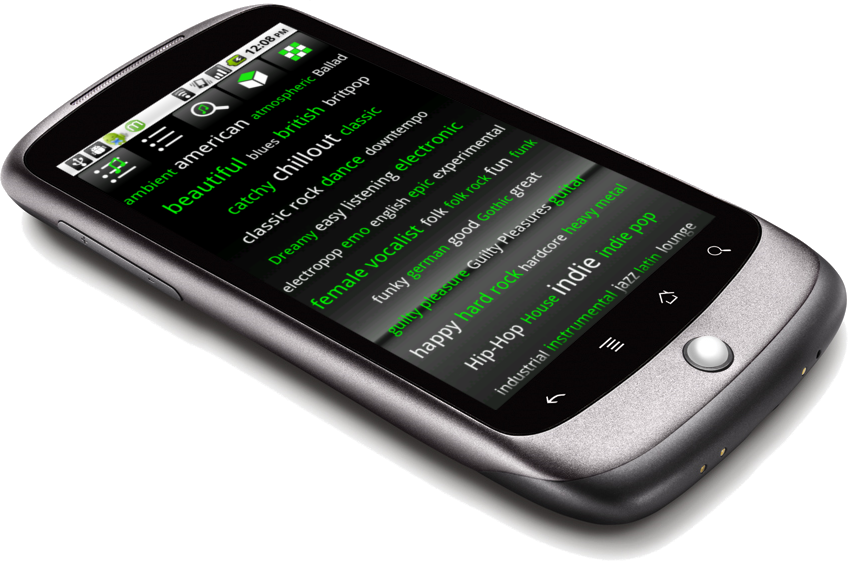 12:08 PM
ambient american atmospheric Ballad
beautiful blues british britpop
catchy chillout classic
classic rock dance downtempo
Dreamy easy listening electronic
electropop emo english epic experimental
female vocalist folk folk rock fun funk
funky german good Gothic great
guilty pleasure Guilty Pleasures guitar
happy hard rock hardcore heavy metal
Hip-Hop House indie indie pop
industrial instrumental jazz latin lounge